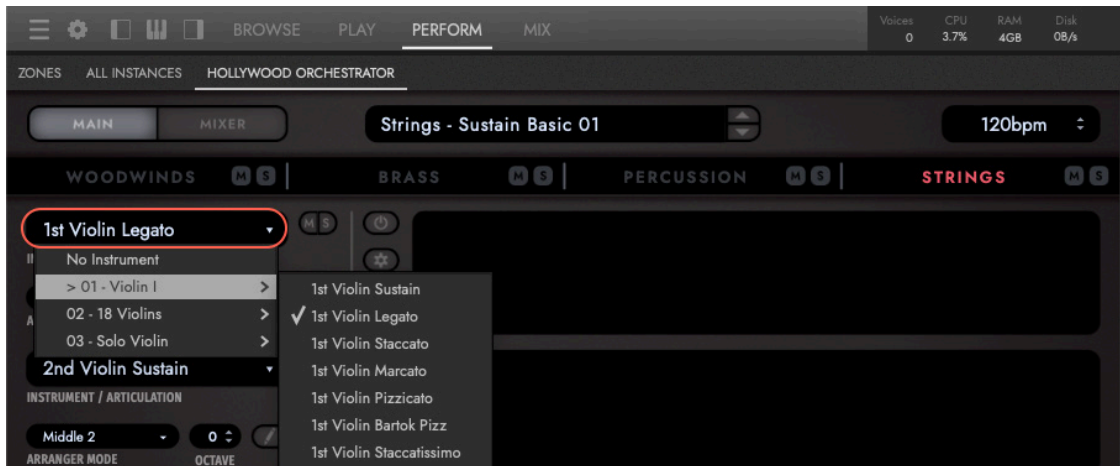 BROWSE PLAY PERFORM MIX Voices CPU RAM Disk
0 3.7% 4GB 0B/s
ZONES ALL INSTANCES HOLLYWOOD ORCHESTRATOR
MAIN MIXER Strings - Sustain Basic 01 120bpm
WOODWINDS M S BRASS M S PERCUSSION M S STRINGS M S
1st Violin Legato M S
No Instrument
> 01 - Violin I >
02 - 18 Violins >
03 - Solo Violin >
1st Violin Sustain
✓ 1st Violin Legato
1st Violin Staccato
1st Violin Marcato
1st Violin Pizzicato
1st Violin Bartok Pizz
1st Violin Staccatissimo
2nd Violin Sustain
INSTRUMENT / ARTICULATION
Middle 2 0
ARRANGER MODE OCTAVE